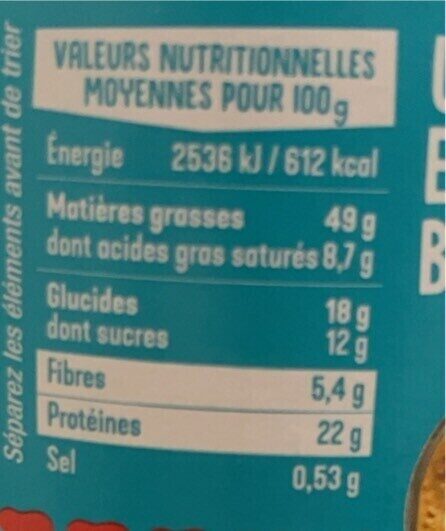 VALEURS NUTRITIONNELLES
MOYENNES POUR 100g
Énergie 2536 kJ / 612 kcal
Matières grasses 49 g
dont acides gras saturés 8,7 g
Glucides 18 g
dont sucres 12 g
Fibres 5,4 g
Protéines 22 g
Sel 0,53 g
Séparez les éléments avant de trier